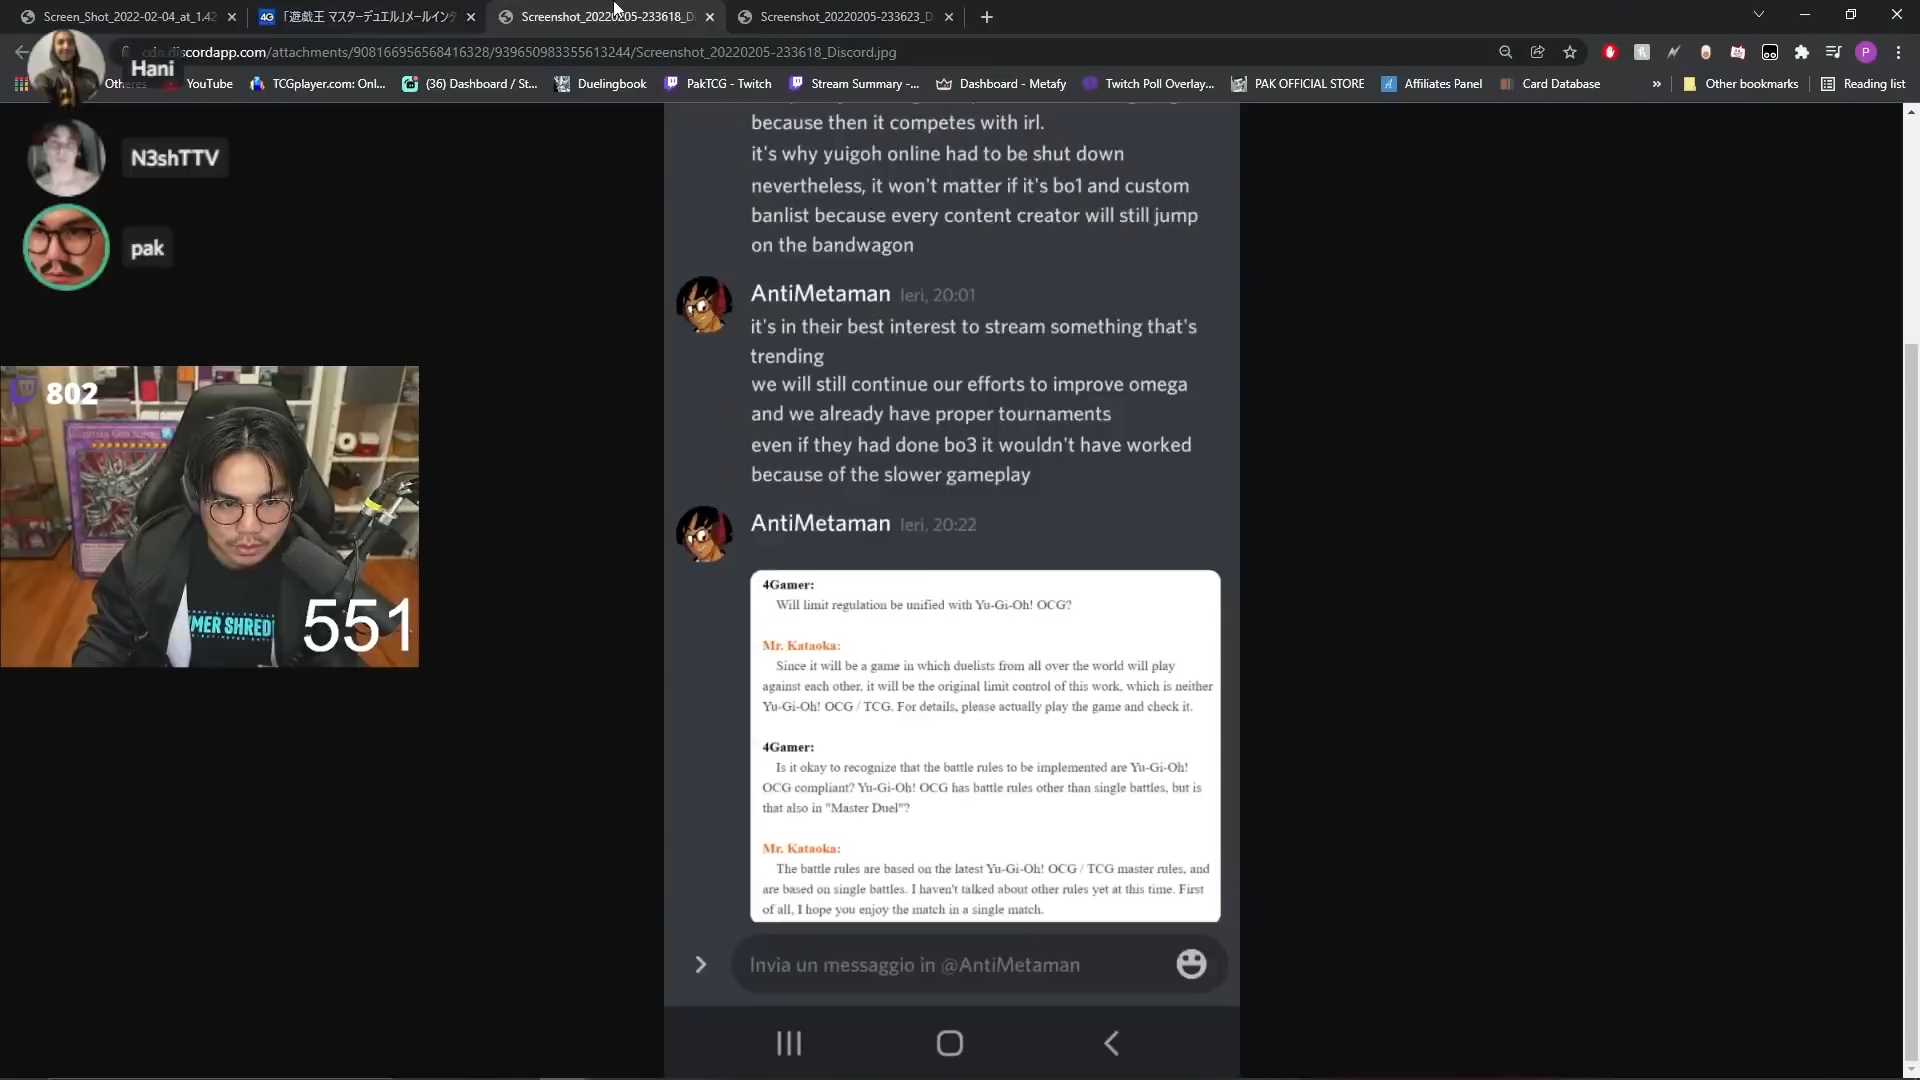 Screen_Shot_2022-02-04_at_1.42
「遊戯王 マスターデュエル」メールインタ
Screenshot_20220205-233618_D
Screenshot_20220205-233623_D
discordapp.com/attachments/908166956568416328/939650983355613244/Screenshot_20220205-233618_Discord.jpg
Hani
YouTube
TCGplayer.com: Onl...
(36) Dashboard / St...
Duelingbook
PakTCG - Twitch
Stream Summary -...
Dashboard - Metafy
Twitch Poll Overlay...
PAK OFFICIAL STORE
Affiliates Panel
Card Database
»
Other bookmarks
Reading list
N3shTTV
pak
802
551
because then it competes with irl.
it's why yuigoh online had to be shut down
nevertheless, it won't matter if it's bo1 and custom
banlist because every content creator will still jump
on the bandwagon
AntiMetaman Ieri, 20:01
it's in their best interest to stream something that's
trending
we will still continue our efforts to improve omega
and we already have proper tournaments
even if they had done bo3 it wouldn't have worked
because of the slower gameplay
AntiMetaman Ieri, 20:22
4Gamer:
Will limit regulation be unified with Yu-Gi-Oh! OCG?
Mr. Kataoka:
Since it will be a game in which duelists from all over the world will play
against each other, it will be the original limit control of this work, which is neither
Yu-Gi-Oh! OCG / TCG. For details, please actually play the game and check it.
4Gamer:
Is it okay to recognize that the battle rules to be implemented are Yu-Gi-Oh!
OCG compliant? Yu-Gi-Oh! OCG has battle rules other than single battles, but is
that also in "Master Duel"?
Mr. Kataoka:
The battle rules are based on the latest Yu-Gi-Oh! OCG / TCG master rules, and
are based on single battles. I haven't talked about other rules yet at this time. First
of all, I hope you enjoy the match in a single match.
Invia un messaggio in @AntiMetaman